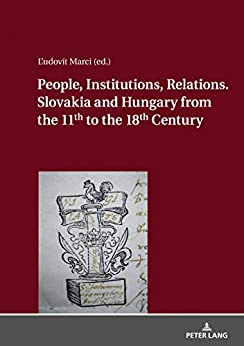 Ľudovít Marci (ed.)
People, Institutions, Relations.
Slovakia and Hungary from
the 11th to the 18th Century
PETER LANG